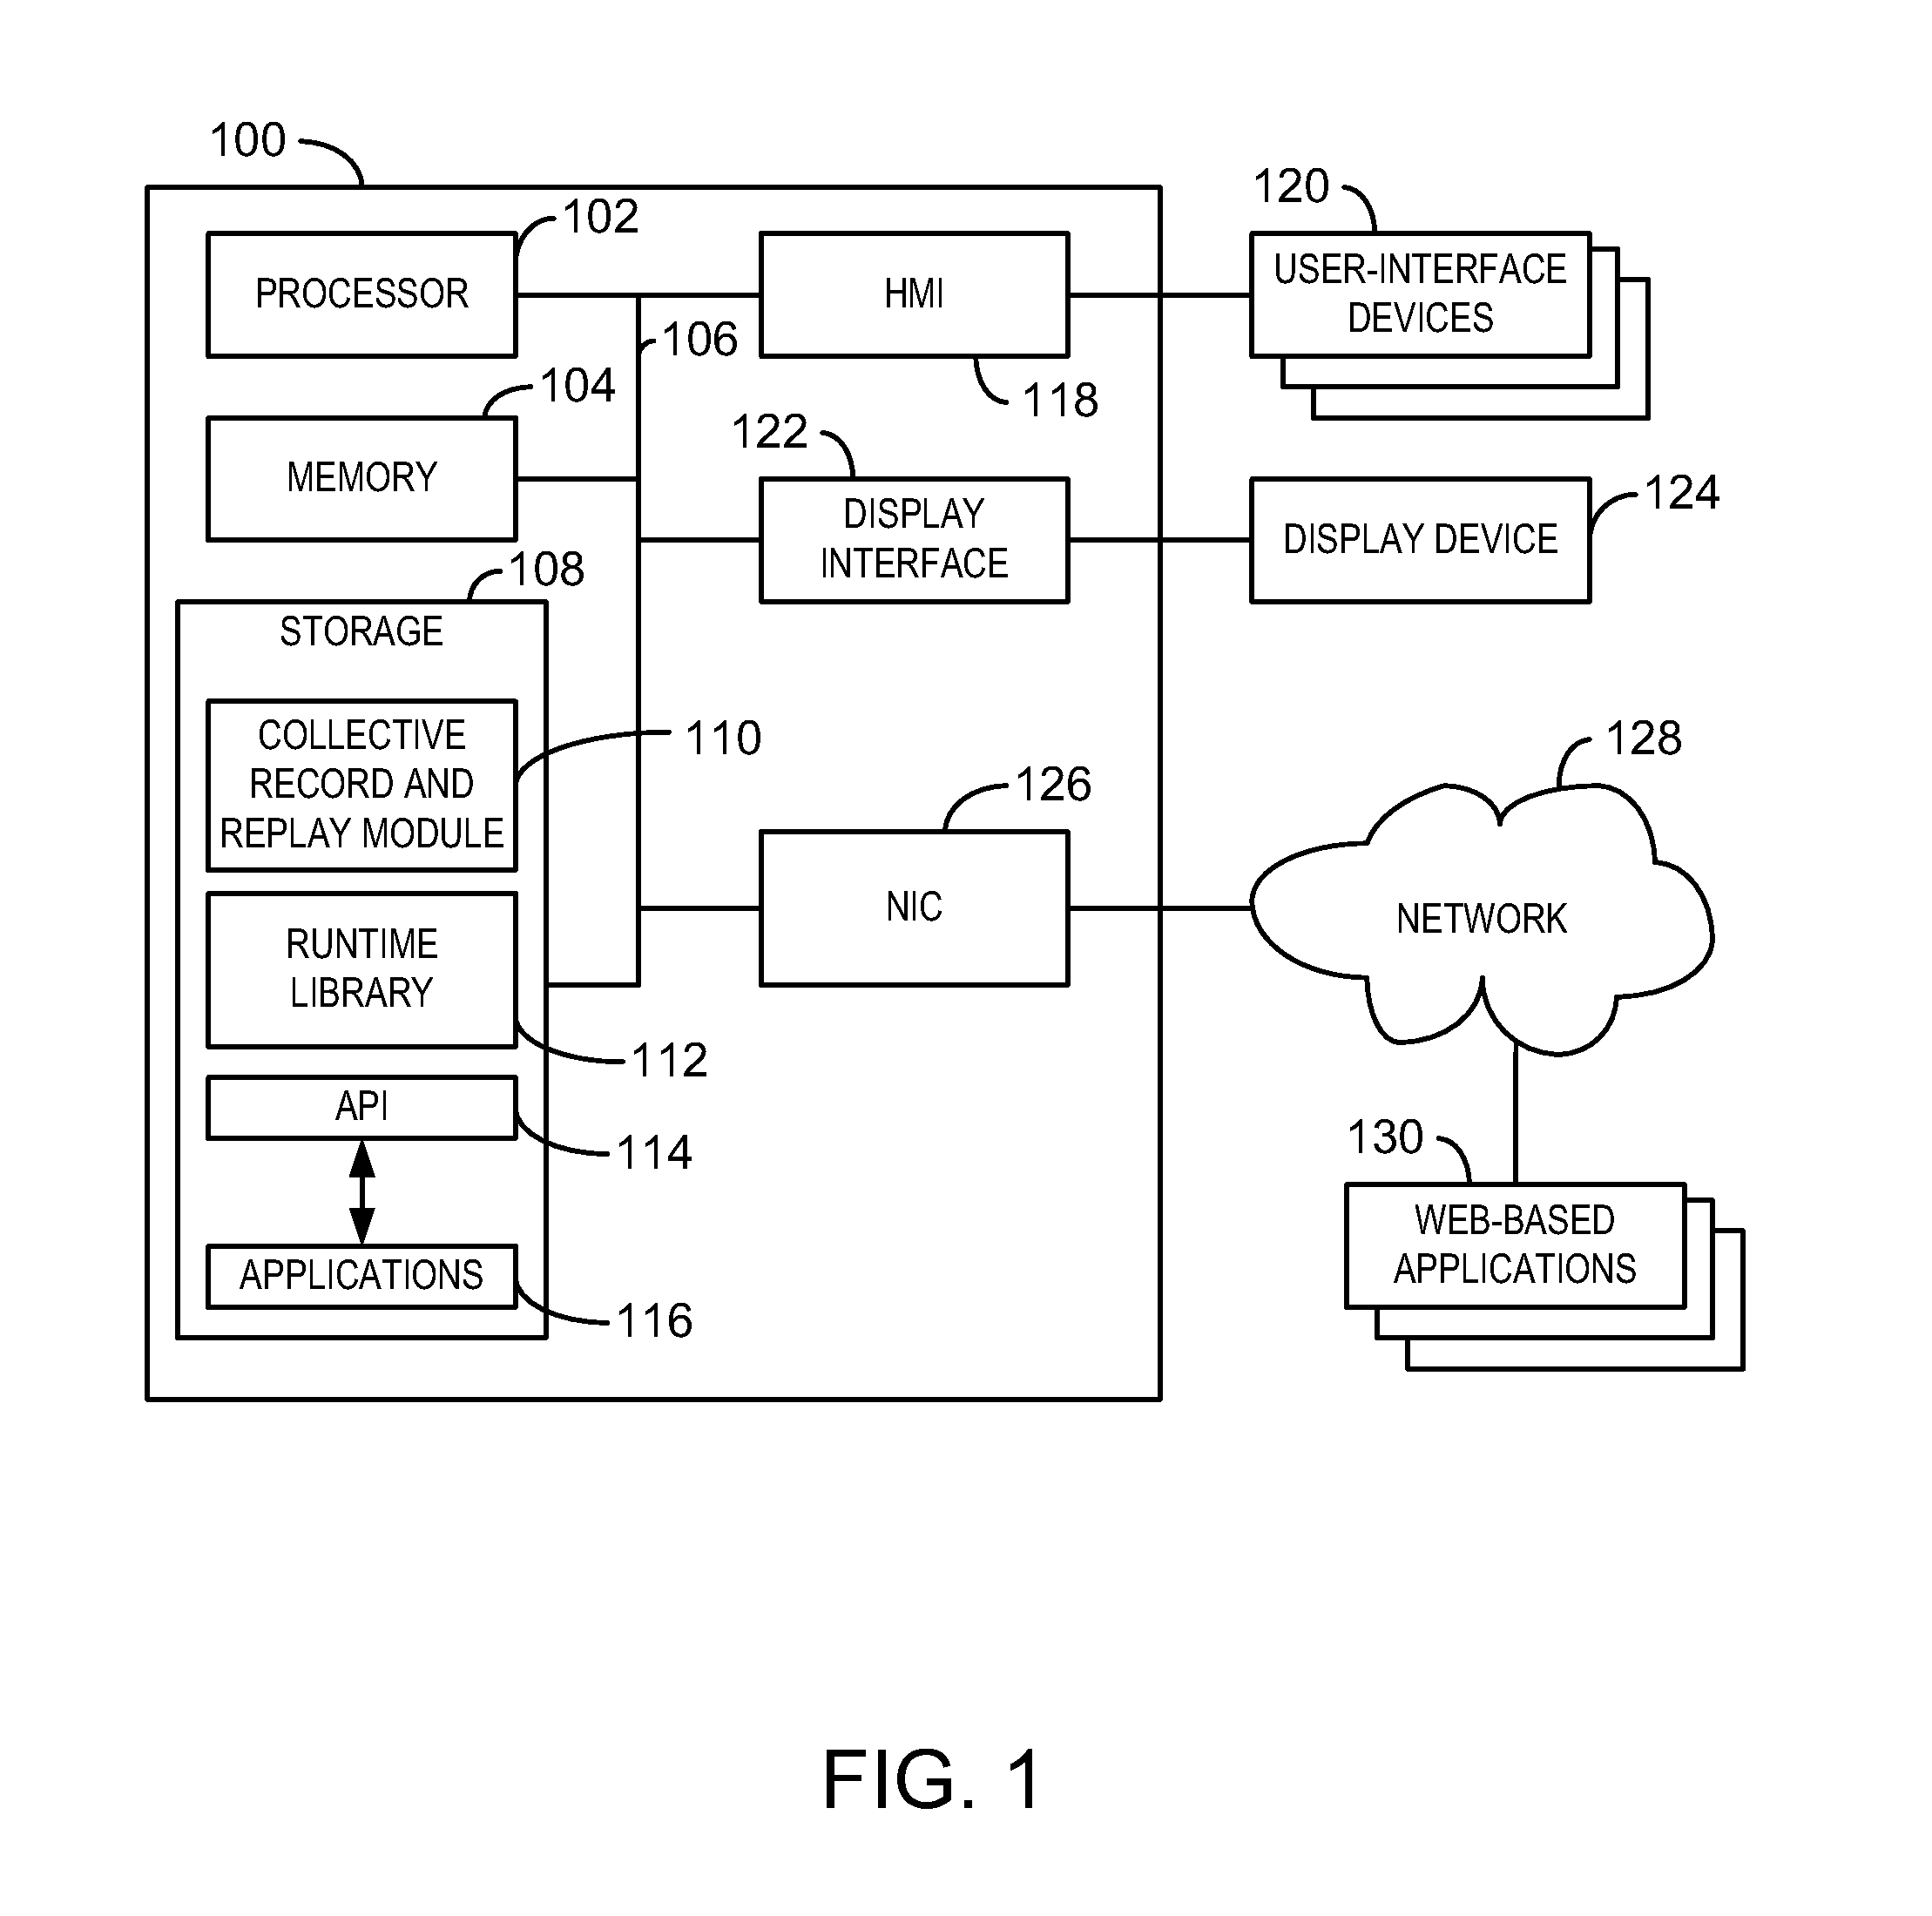 100
102
PROCESSOR
HMI
120
USER-INTERFACE
DEVICES
106
104
118
MEMORY
122
DISPLAY
INTERFACE
124
DISPLAY DEVICE
108
STORAGE
COLLECTIVE
RECORD AND
REPLAY MODULE
110
126
NIC
128
NETWORK
RUNTIME
LIBRARY
112
API
114
130
WEB-BASED
APPLICATIONS
APPLICATIONS
116
FIG. 1